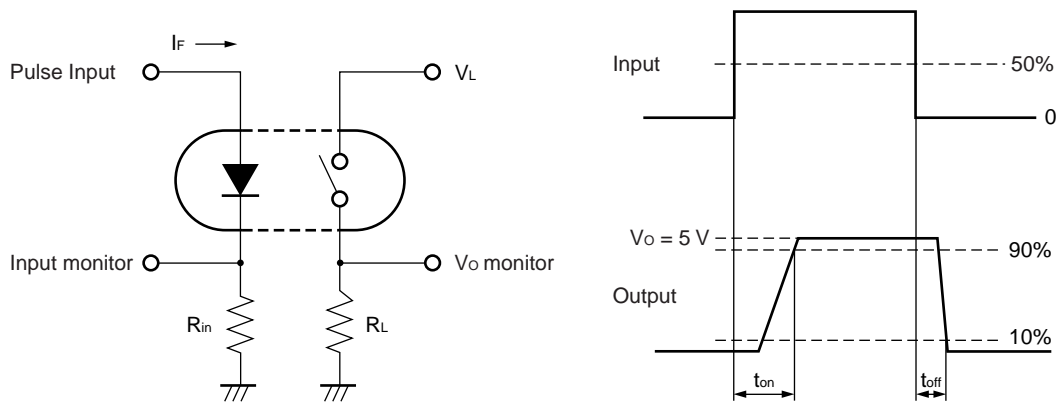 IF
Pulse Input
VL
Input monitor
VO monitor
Rin
RL
Input
50%
0
VO = 5 V
90%
Output
10%
ton
toff